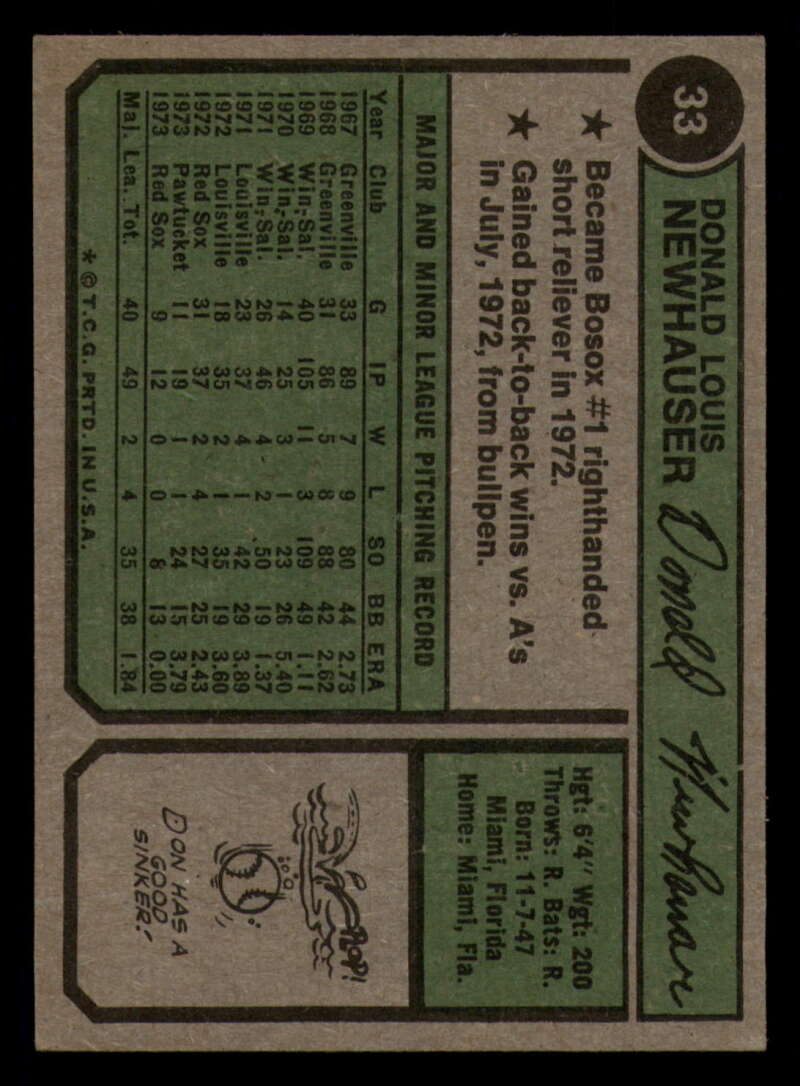 33
DONALD LOUIS
NEWHAUSER
Donald Newhauser
★ Became Bosox #1 righthanded
short reliever in 1972.
★ Gained back-to-back wins vs. A's
in July, 1972, from bullpen.
MAJOR AND MINOR LEAGUE PITCHING RECORD
Year Club G IP W L SO BB ERA
1967 Greenville 33 89 7 9 80 44 2.73
1968 Greenville 31 86 5 8 88 42 2.62
1969 Win.-Sal. 40 105 11 3 109 49 1.11
1970 Win.-Sal. 14 25 3 1 23 26 5.40
1971 Win.-Sal. 26 46 4 2 50 19 1.37
1971 Louisville 23 37 4 1 42 29 3.89
1972 Louisville 18 35 2 1 35 19 3.60
1972 Red Sox 31 37 2 4 27 25 2.43
1973 Pawtucket 11 19 1 1 24 15 3.79
1973 Red Sox 9 12 0 0 8 13 0.00
Maj. Lea. Tot. 40 49 2 4 35 38 1.84
* © T.C.G. PRTD. IN U.S.A.
Hgt: 6'4" Wgt: 200
Throws: R. Bats: R.
Born: 11-7-47
Miami, Florida
Home: Miami, Fla.
PLOP!
DON HAS A
GOOD
SINKER!